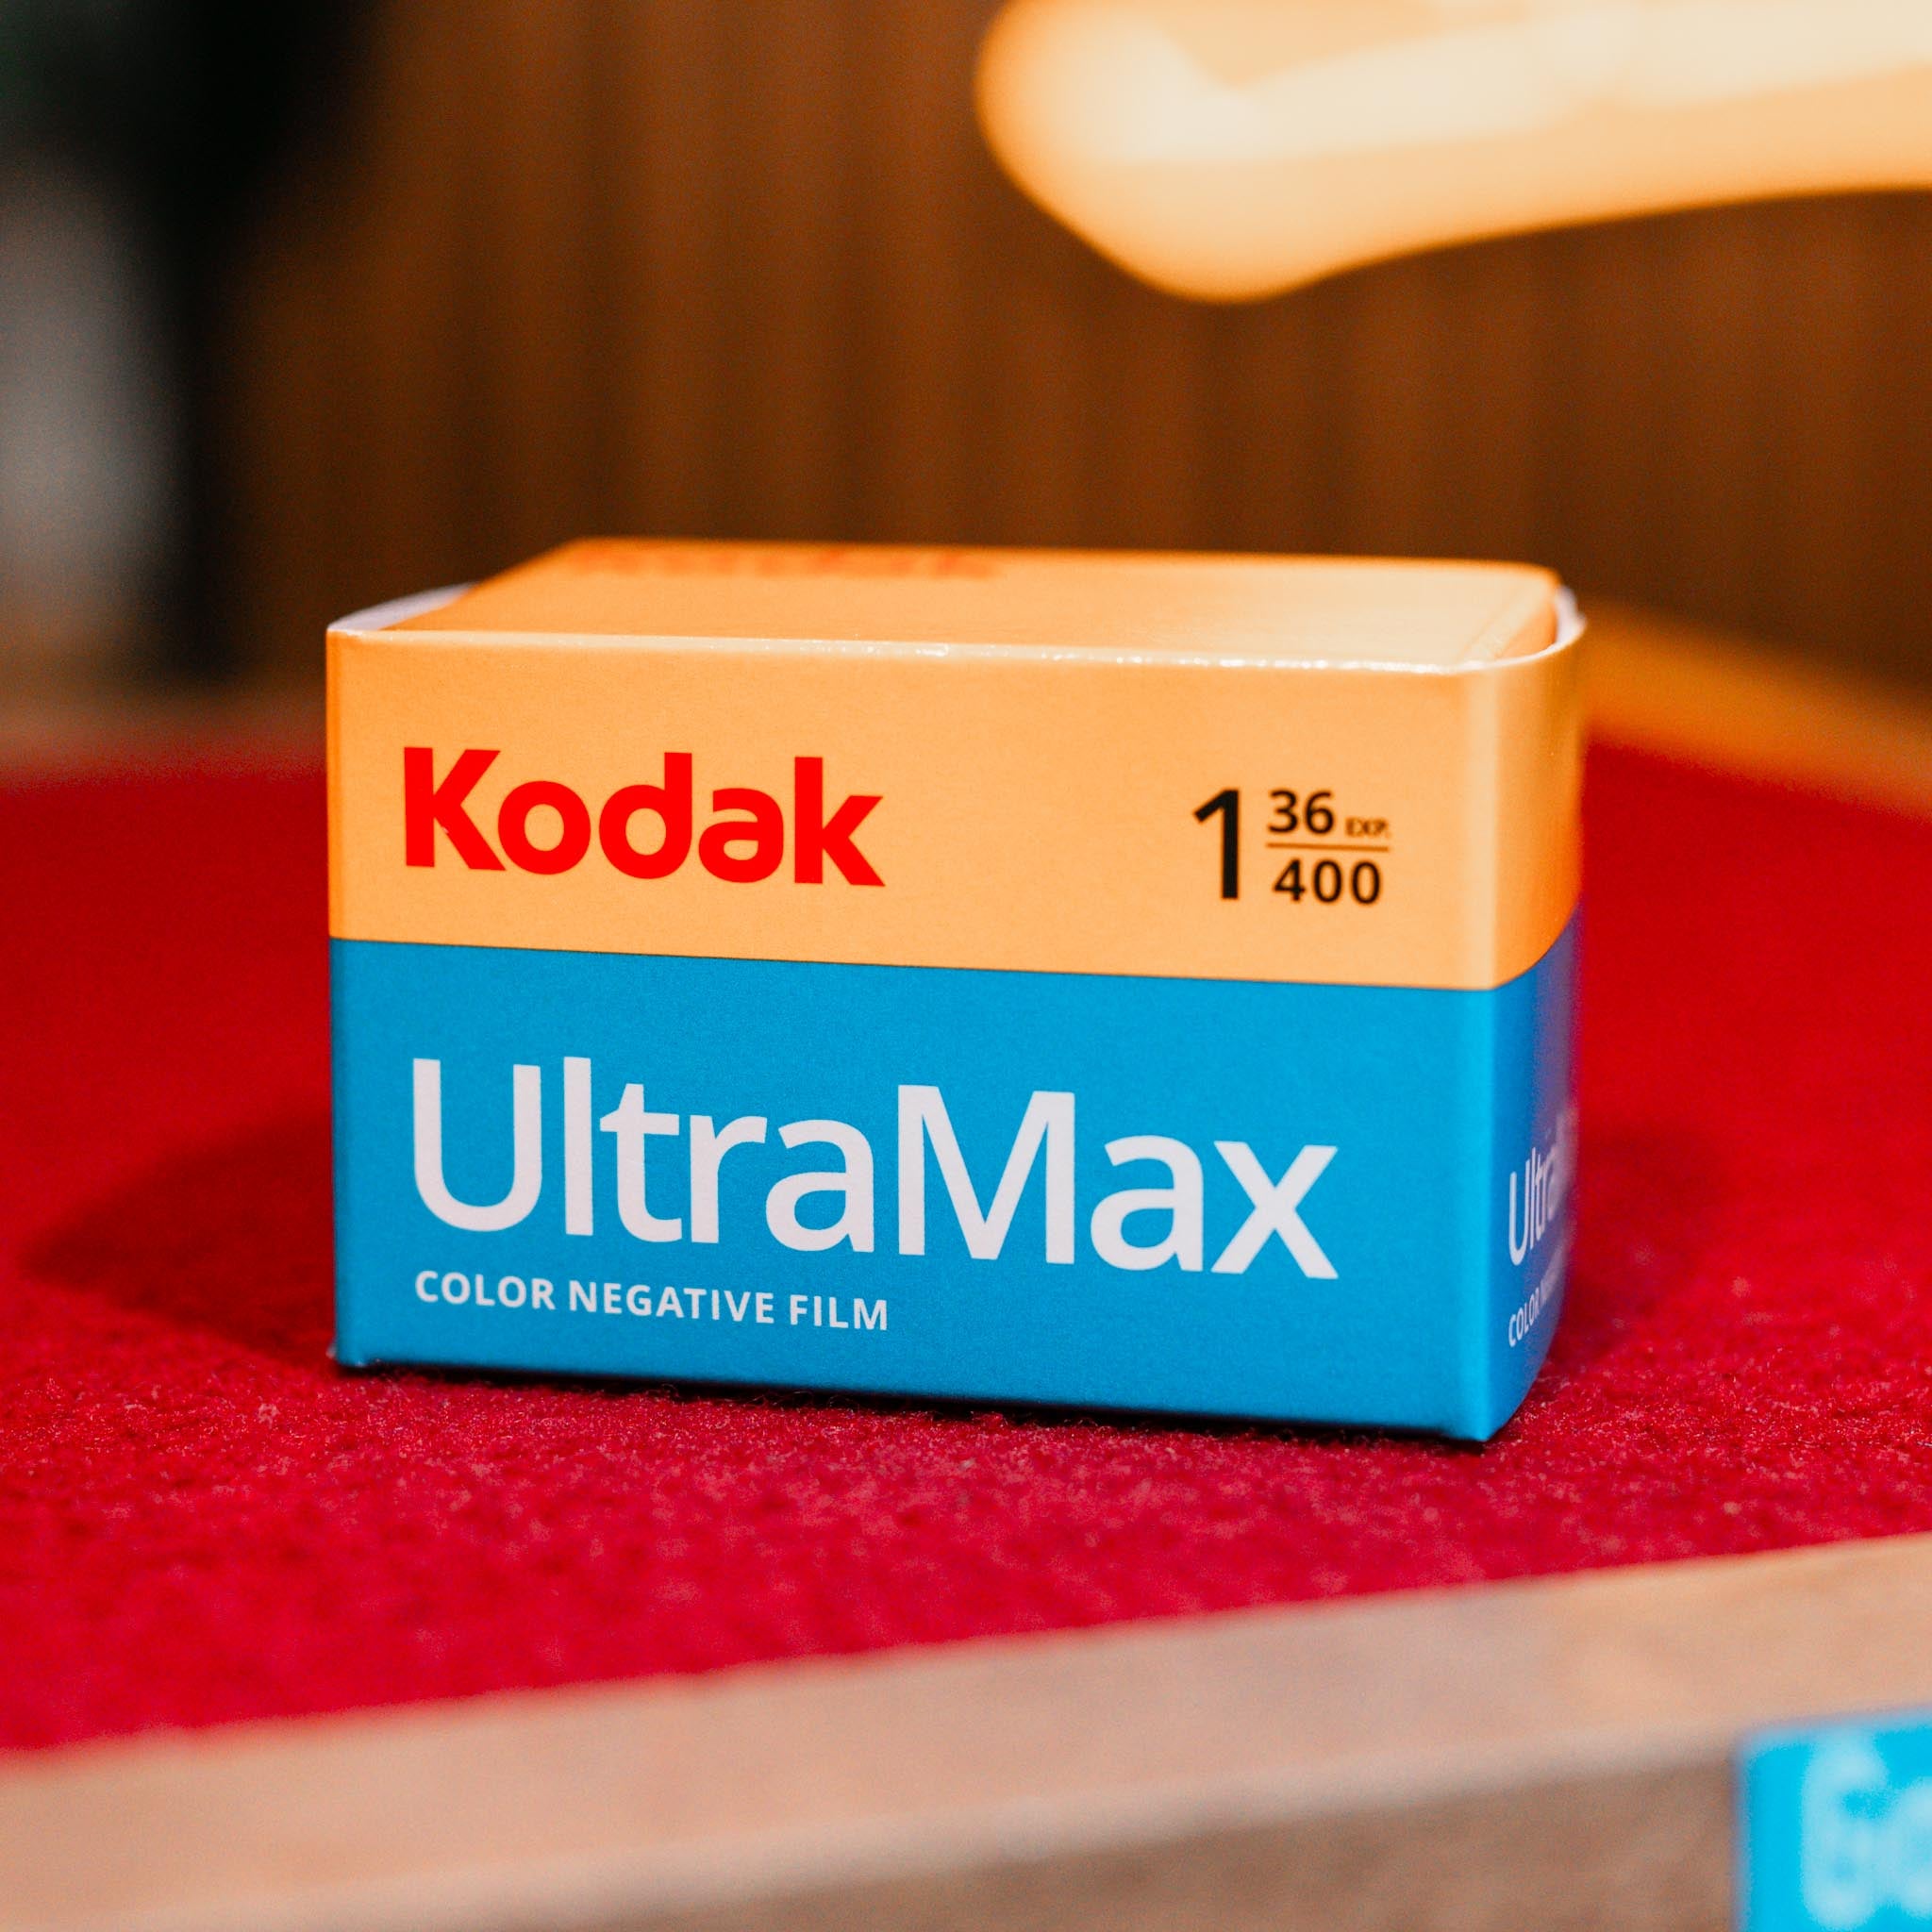 Kodak
1 36 EXP.
400
UltraMax
COLOR NEGATIVE FILM